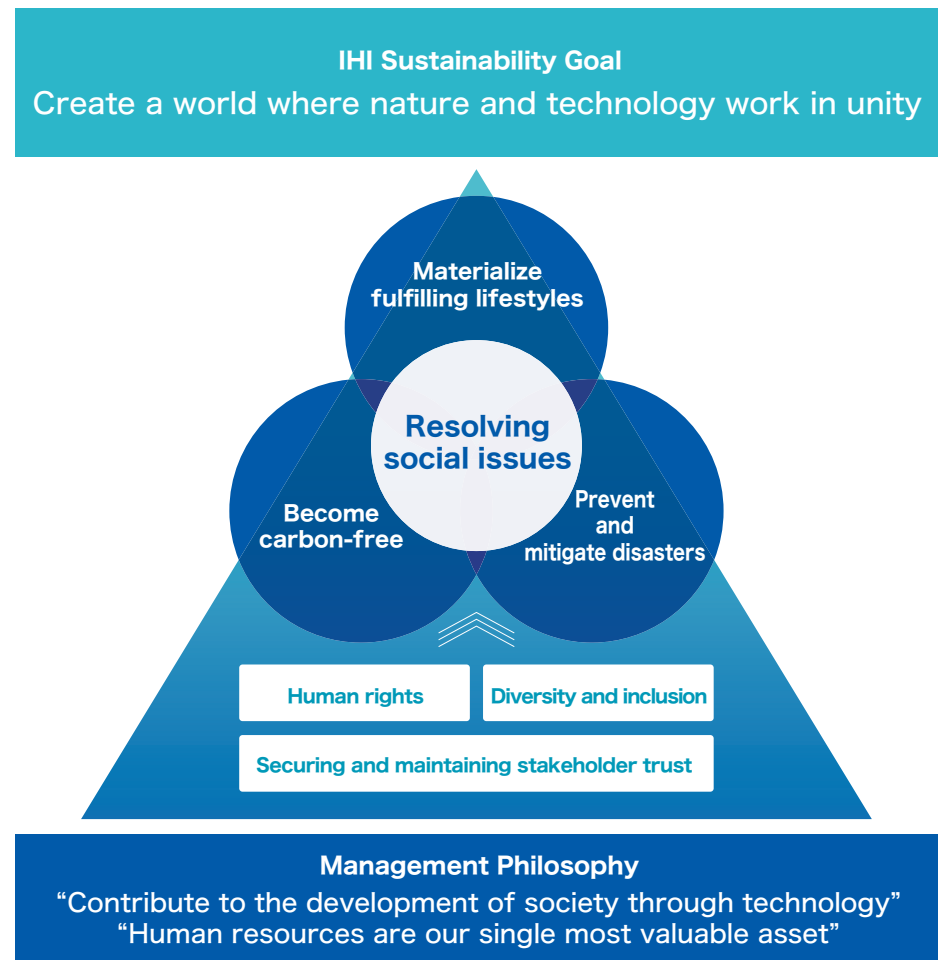 IHI Sustainability Goal
Create a world where nature and technology work in unity
Materialize
fulfilling lifestyles
Resolving
social issues
Become
carbon-free
Prevent
and
mitigate disasters
Human rights
Diversity and inclusion
Securing and maintaining stakeholder trust
Management Philosophy
“Contribute to the development of society through technology”
“Human resources are our single most valuable asset”